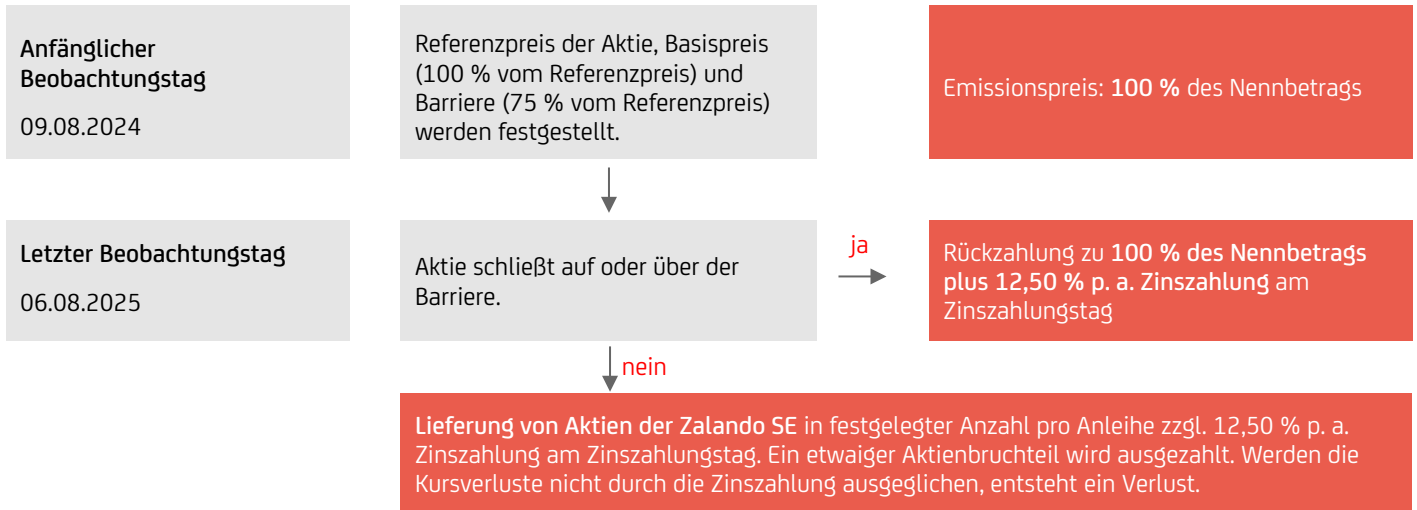 Anfänglicher
Beobachtungstag
09.08.2024
Referenzpreis der Aktie, Basispreis
(100 % vom Referenzpreis) und
Barriere (75 % vom Referenzpreis)
werden festgestellt.
Emissionspreis: 100 % des Nennbetrags
Letzter Beobachtungstag
06.08.2025
Aktie schließt auf oder über der
Barriere.
ja
Rückzahlung zu 100 % des Nennbetrags
plus 12,50 % p. a. Zinszahlung am
Zinszahlungstag
nein
Lieferung von Aktien der Zalando SE in festgelegter Anzahl pro Anleihe zzgl. 12,50 % p. a.
Zinszahlung am Zinszahlungstag. Ein etwaiger Aktienbruchteil wird ausgezahlt. Werden die
Kursverluste nicht durch die Zinszahlung ausgeglichen, entsteht ein Verlust.